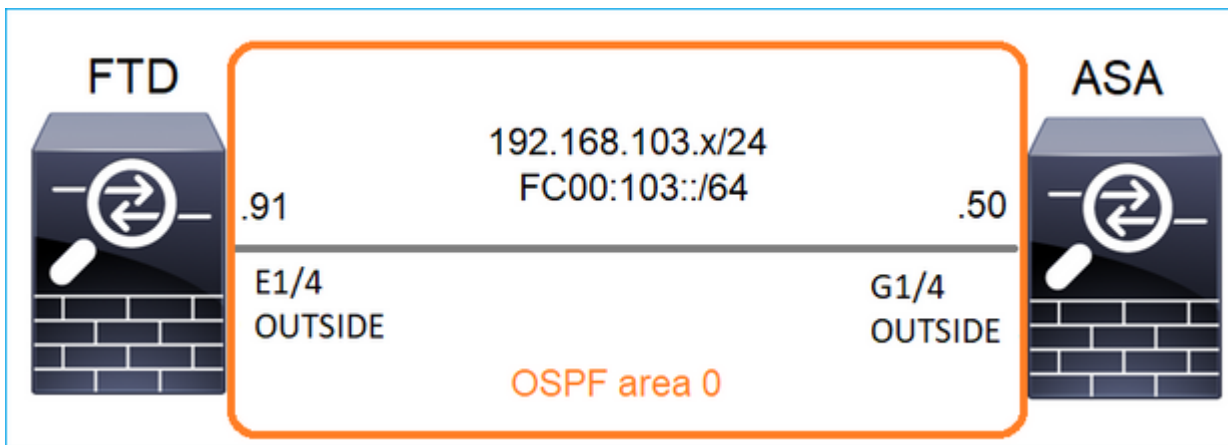 FTD
ASA
192.168.103.x/24
FC00:103::/64
.91
.50
E1/4
OUTSIDE
G1/4
OUTSIDE
OSPF area 0